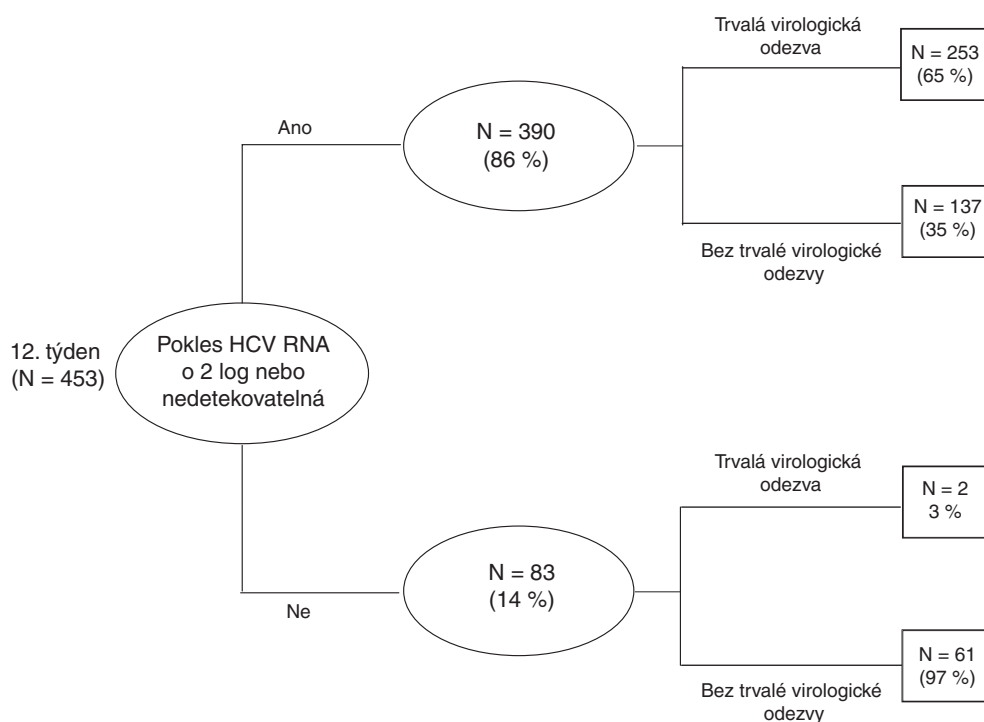 12. týden
(N = 453)
Pokles HCV RNA
o 2 log nebo
nedetekovatelná
Ano
N = 390
(86 %)
Trvalá virologická
odezva
N = 253
(65 %)
Bez trvalé virologické
odezvy
N = 137
(35 %)
Ne
N = 83
(14 %)
Trvalá virologická
odezva
N = 2
3 %
Bez trvalé virologické
odezvy
N = 61
(97 %)